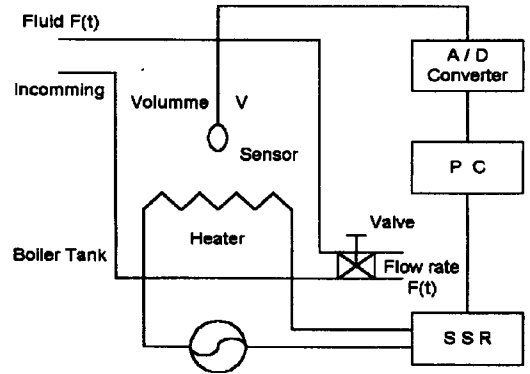 Fluid F(t)
Incomming
Volumme V
Sensor
A / D
Converter
P C
Boiler Tank
Heater
Valve
Flow rate
F(t)
S S R